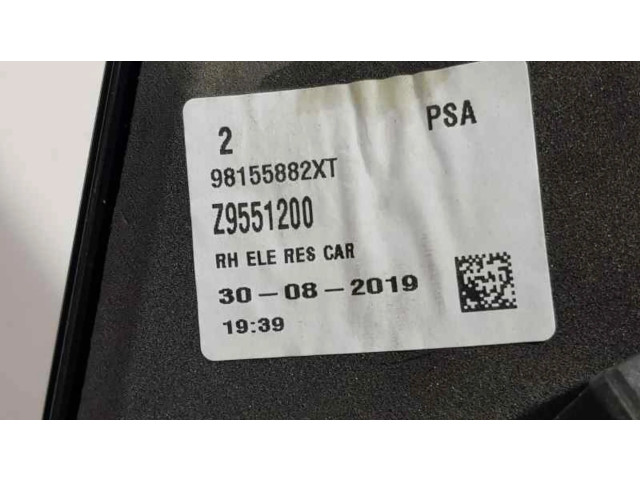 2 PSA
98155882XT
Z9551200
RH ELE RES CAR
30-08-2019
19:39